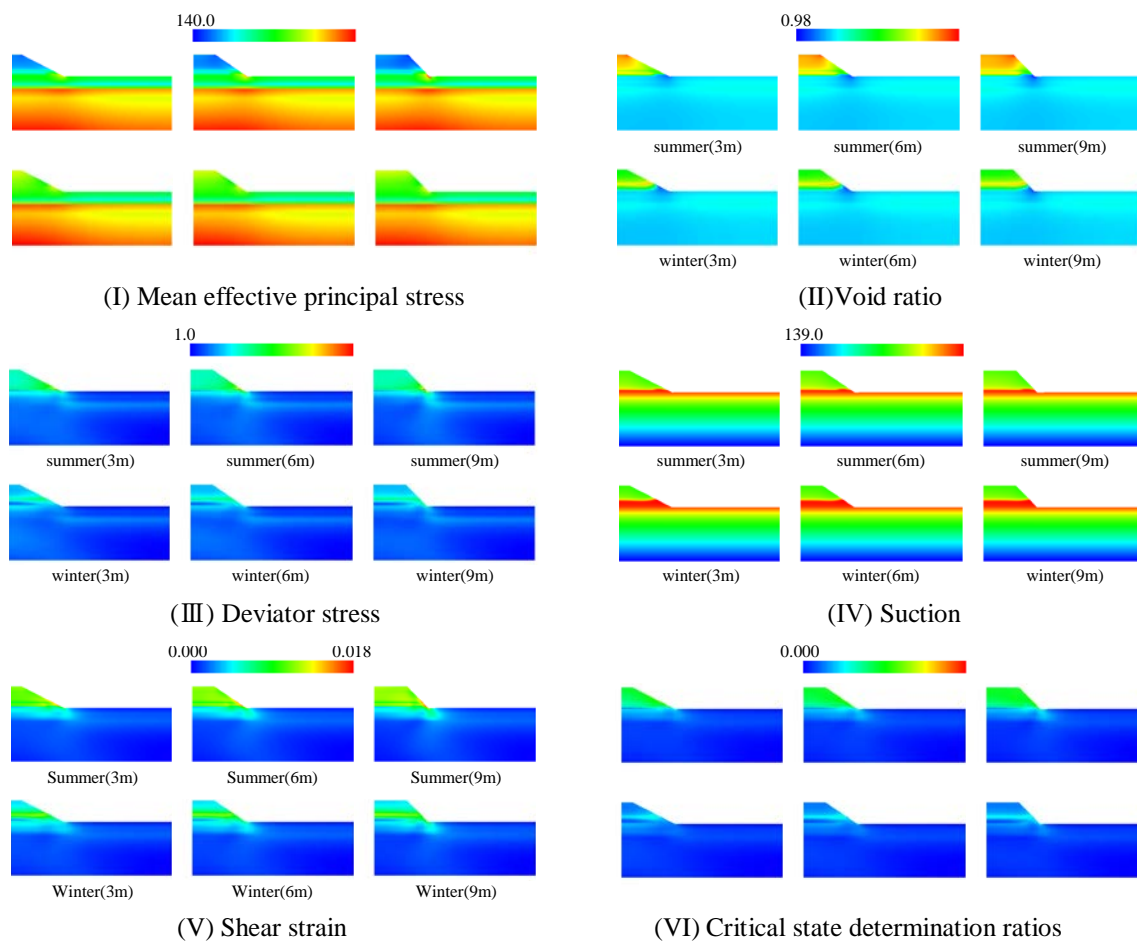 140.0
(I) Mean effective principal stress
0.98
summer(3m) summer(6m) summer(9m)
winter(3m) winter(6m) winter(9m)
(II)Void ratio
1.0
summer(3m) summer(6m) summer(9m)
winter(3m) winter(6m) winter(9m)
(Ⅲ) Deviator stress
139.0
summer(3m) summer(6m) summer(9m)
winter(3m) winter(6m) winter(9m)
(IV) Suction
0.000 0.018
Summer(3m) Summer(6m) Summer(9m)
Winter(3m) Winter(6m) Winter(9m)
(V) Shear strain
0.000
(VI) Critical state determination ratios